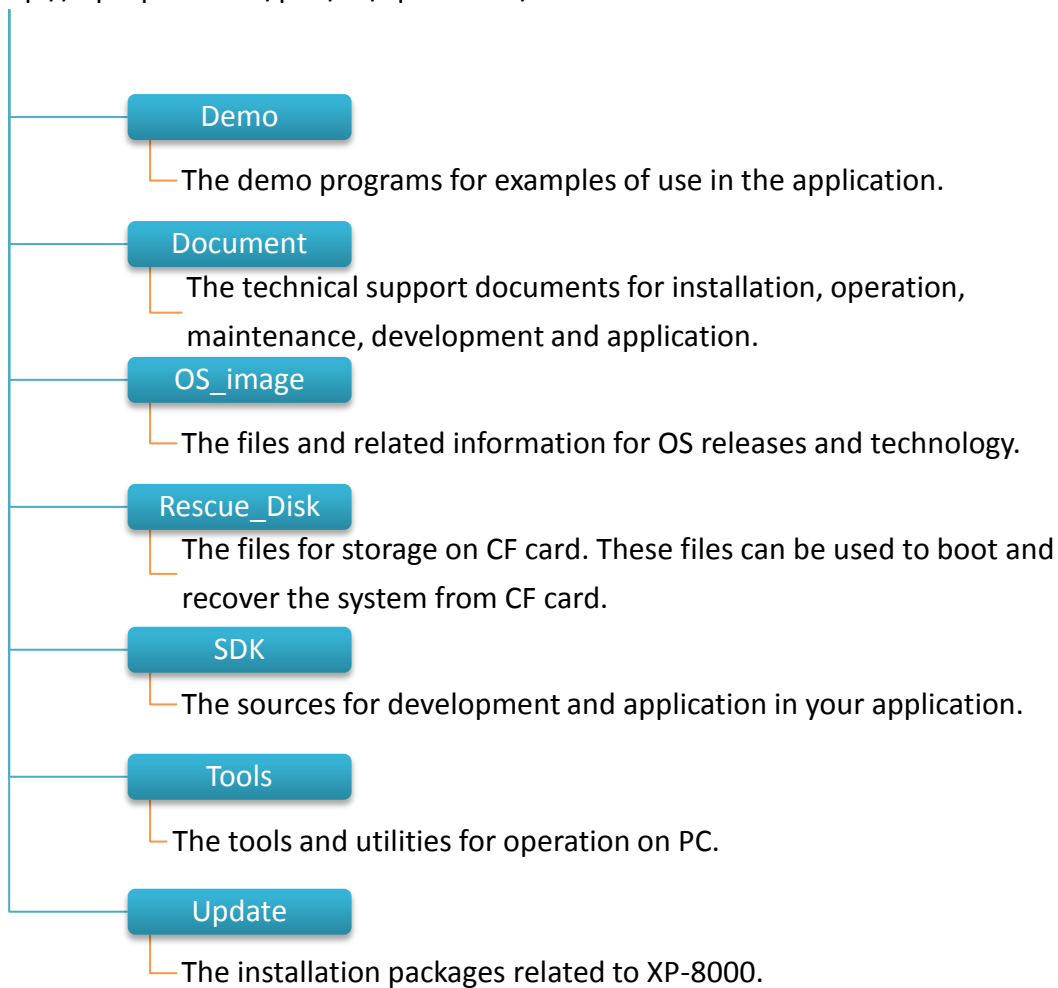 Demo
The demo programs for examples of use in the application.
Document
The technical support documents for installation, operation,
maintenance, development and application.
OS_image
The files and related information for OS releases and technology.
Rescue_Disk
The files for storage on CF card. These files can be used to boot and
recover the system from CF card.
SDK
The sources for development and application in your application.
Tools
The tools and utilities for operation on PC.
Update
The installation packages related to XP-8000.